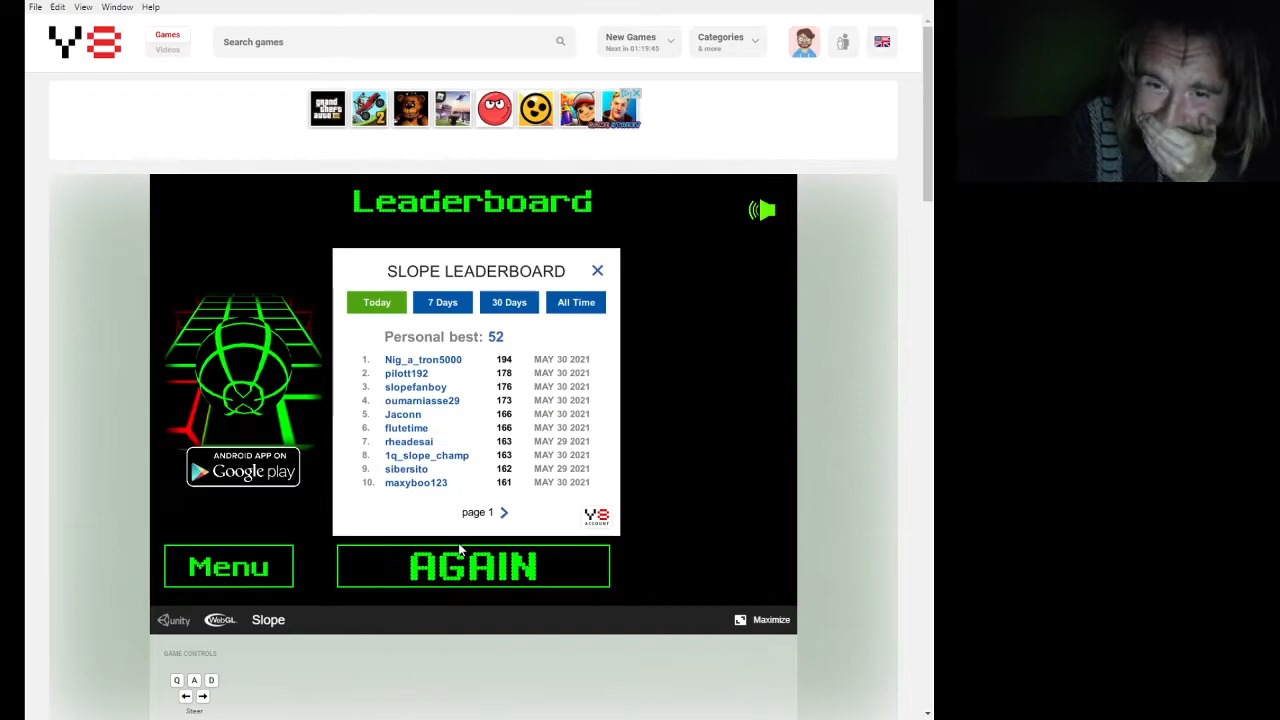 File Edit View Window Help
Y8
Games
Videos
Search games
New Games
Next in 01:19:45
Categories
& more
Leaderboard
SLOPE LEADERBOARD
Today 7 Days 30 Days All Time
Personal best: 52
1. Nig_a_tron5000 194 MAY 30 2021
2. pilott192 178 MAY 30 2021
3. slopefanboy 176 MAY 30 2021
4. oumarniasse29 173 MAY 30 2021
5. Jaconn 166 MAY 30 2021
6. flutetime 166 MAY 30 2021
7. rheadesai 163 MAY 29 2021
8. 1q_slope_champ 163 MAY 30 2021
9. sibersito 162 MAY 29 2021
10. maxyboo123 161 MAY 30 2021
page 1
Y8
ACCOUNT
ANDROID APP ON
Google play
Menu
AGAIN
unity WebGL Slope
Maximize
GAME CONTROLS
Q A D
Steer